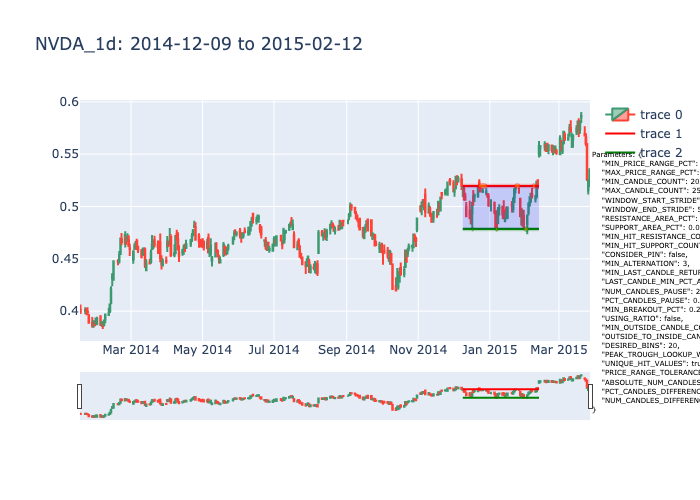 NVDA_1d: 2014-12-09 to 2015-02-12
0.6
0.55
0.5
0.45
0.4
Mar 2014
May 2014
Jul 2014
Sep 2014
Nov 2014
Jan 2015
Mar 2015
trace 0
trace 1
trace 2
Parameters: {
"MIN_PRICE_RANGE_PCT":
"MAX_PRICE_RANGE_PCT":
"MIN_CANDLE_COUNT": 20
"MAX_CANDLE_COUNT": 25
"WINDOW_START_STRIDE"
"WINDOW_END_STRIDE": 5
"RESISTANCE_AREA_PCT":
"SUPPORT_AREA_PCT": 0.0
"MIN_HIT_RESISTANCE_CO
"MIN_HIT_SUPPORT_COUNT
"CONSIDER_PIN": false,
"MIN_ALTERNATION": 3,
"MIN_LAST_CANDLE_RETUR
"LAST_CANDLE_MIN_PCT_A
"NUM_CANDLES_PAUSE": 2
"PCT_CANDLES_PAUSE": 0.
"MIN_BREAKOUT_PCT": 0.2
"USING_RATIO": false,
"MIN_OUTSIDE_CANDLE_CO
"OUTSIDE_TO_INSIDE_CAN
"DESIRED_BINS": 20,
"PEAK_TROUGH_LOOKUP_W
"UNIQUE_HIT_VALUES": tru
"PRICE_RANGE_TOLERANC
"ABSOLUTE_NUM_CANDLES
"PCT_CANDLES_DIFFERENC
"NUM_CANDLES_DIFFEREN
}